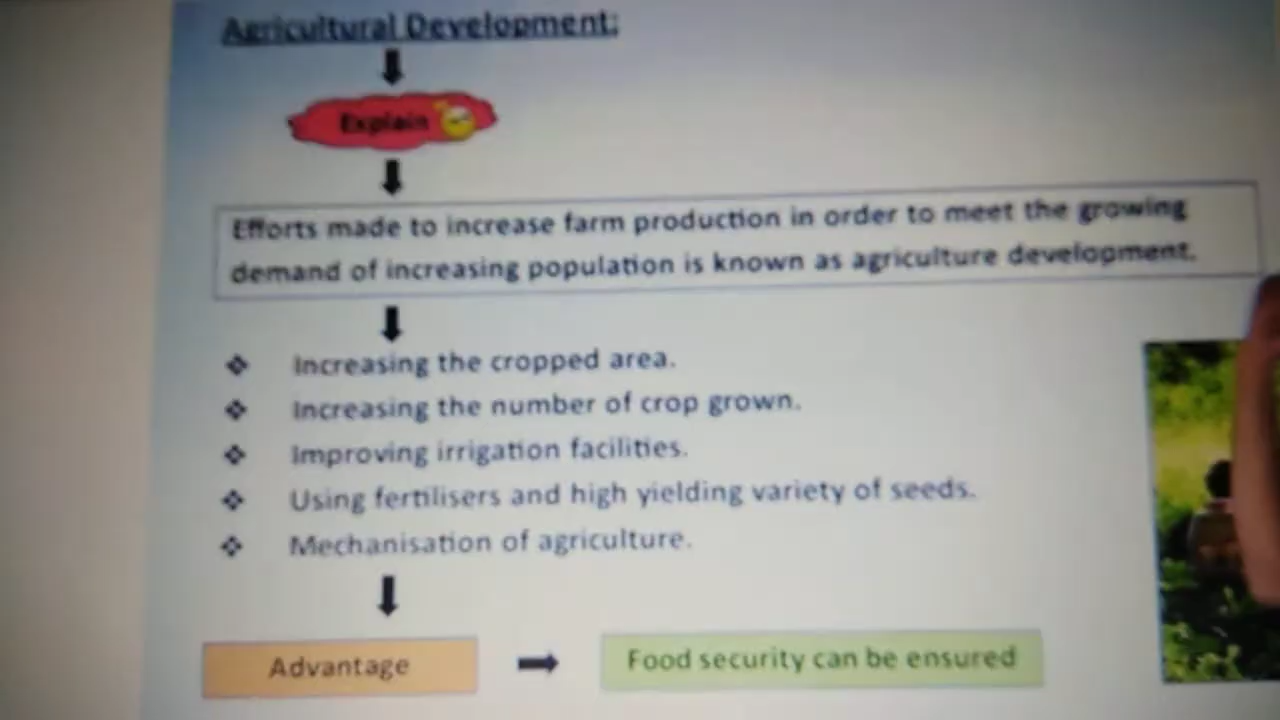 Agricultural Development:
Explain
Efforts made to increase farm production in order to meet the growing
demand of increasing population is known as agriculture development.
Increasing the cropped area.
Increasing the number of crop grown.
Improving irrigation facilities.
Using fertilisers and high yielding variety of seeds.
Mechanisation of agriculture.
Advantage
Food security can be ensured